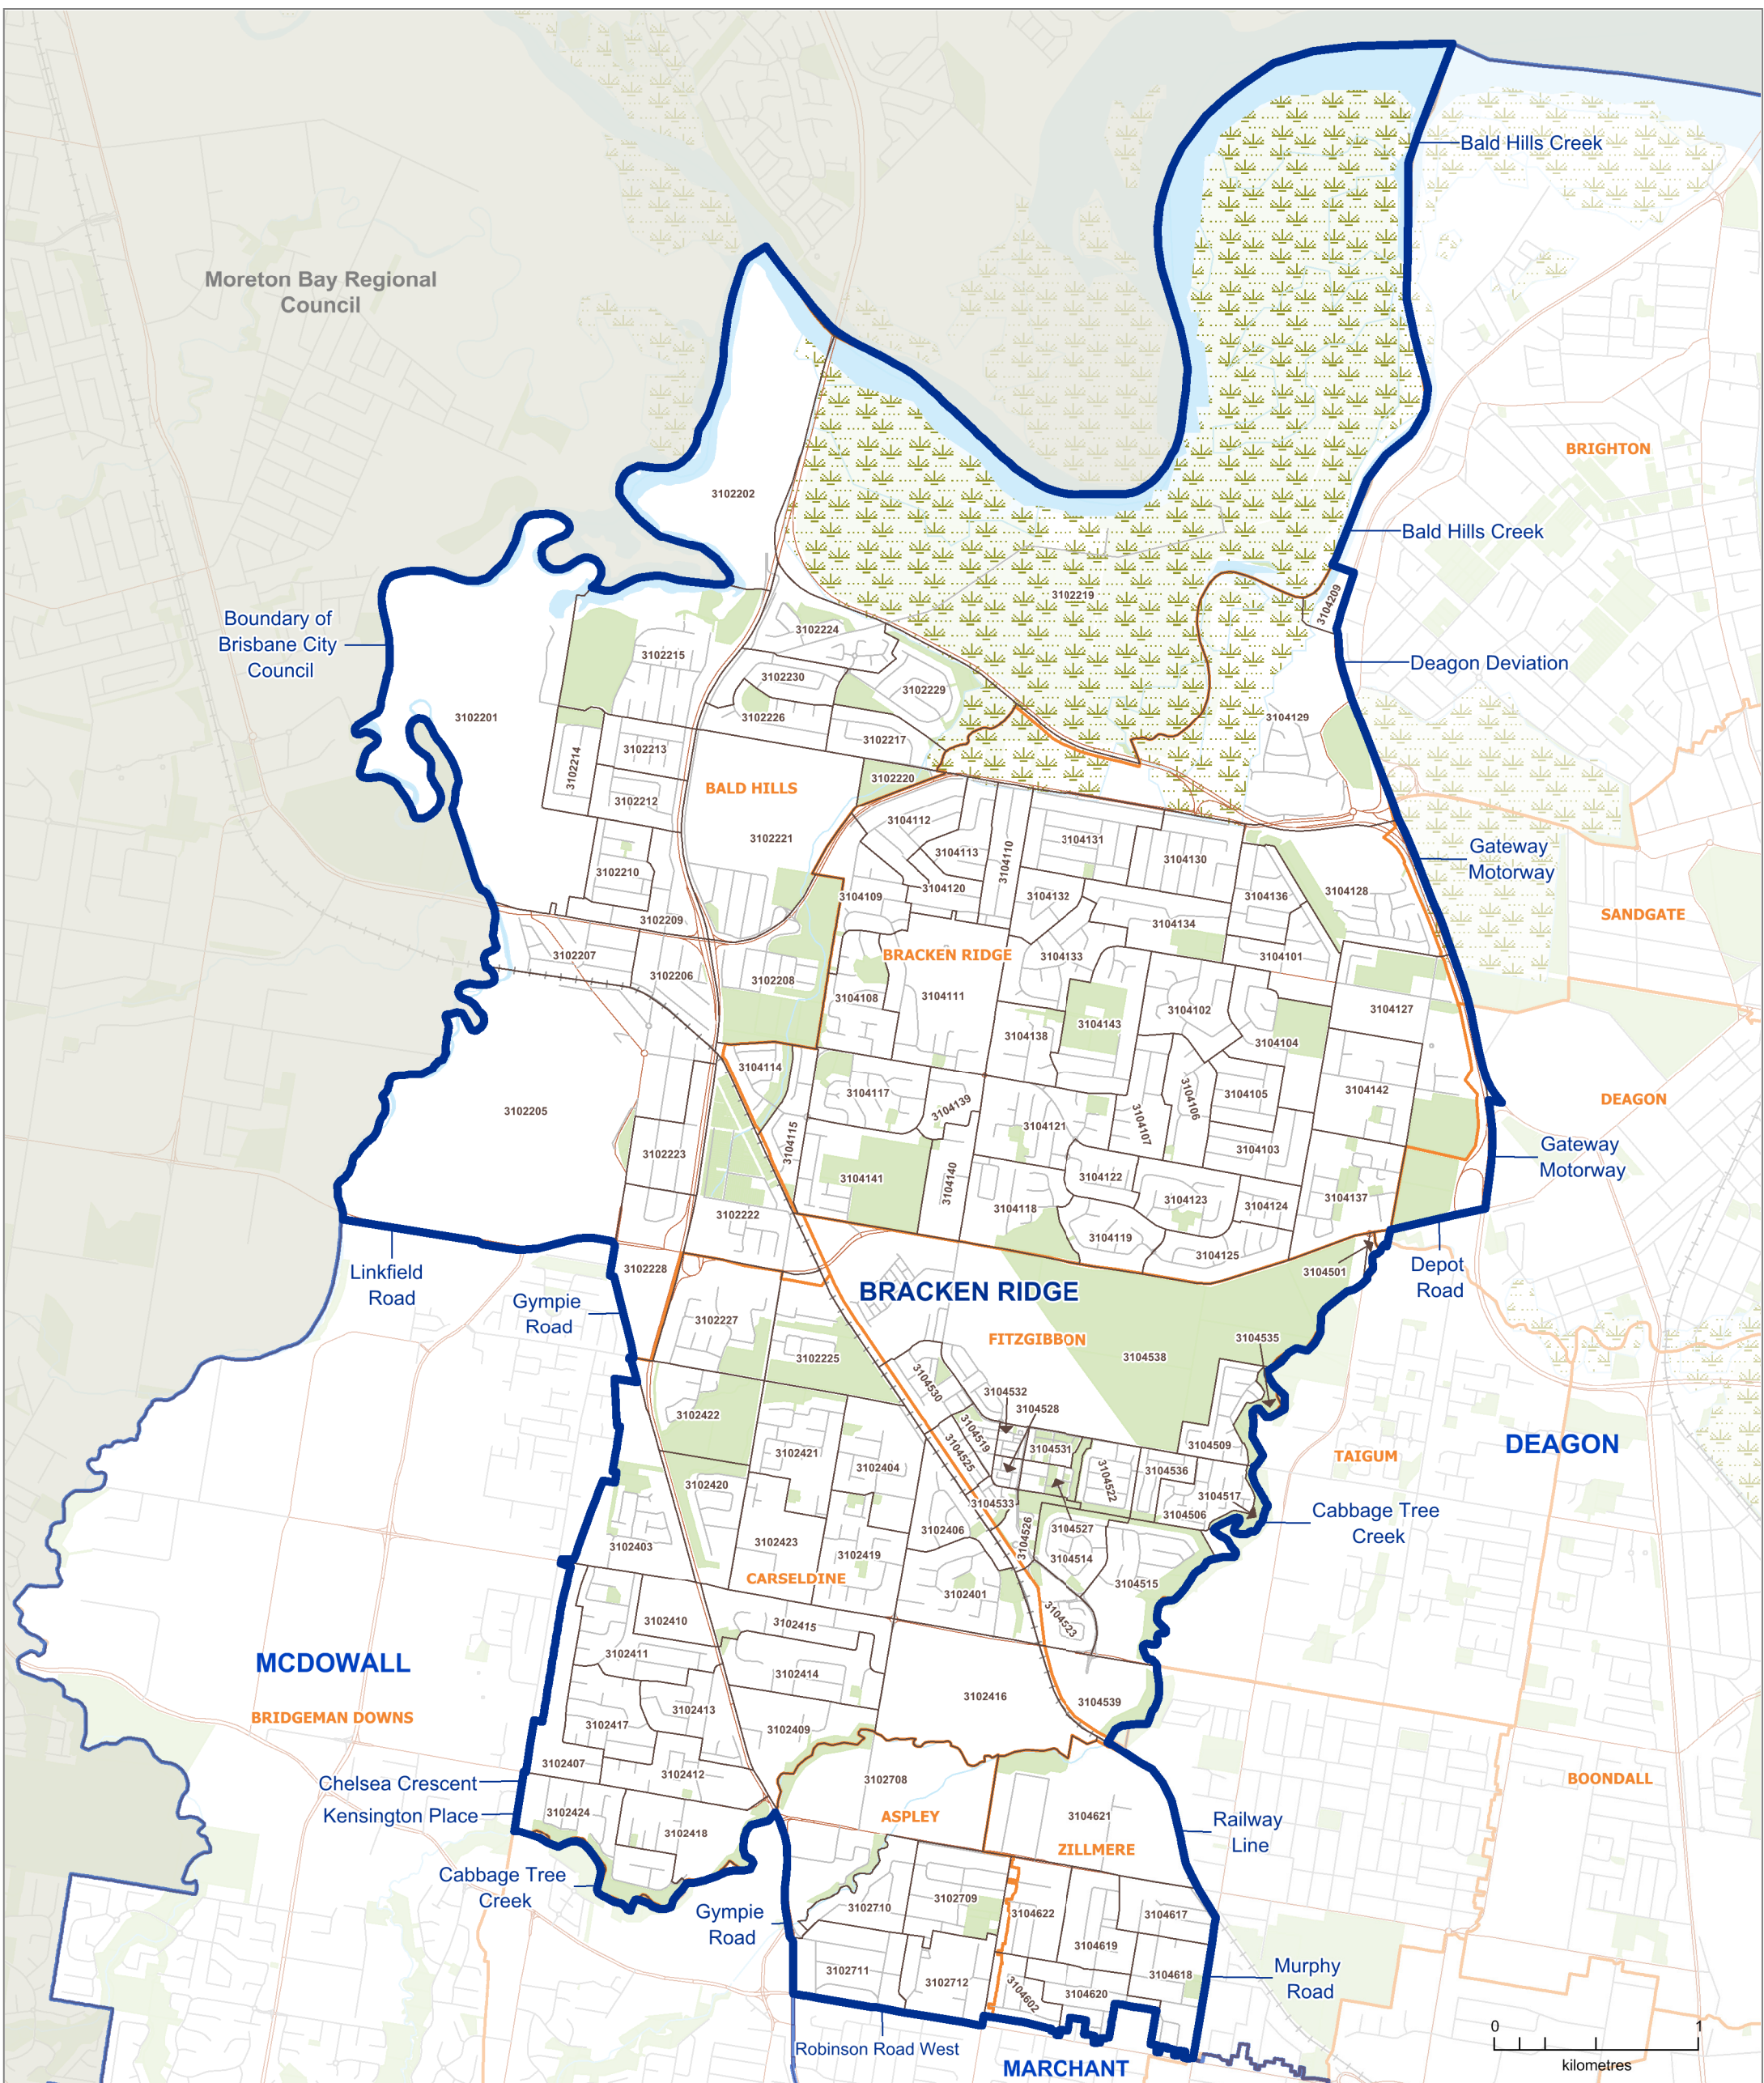 Bald Hills Creek
Moreton Bay Regional
Council
BRIGHTON
3102202
Bald Hills Creek
3102219
3104209
Boundary of
Brisbane City
Council
3102224
3102215
Deagon Deviation
3102230
3102229
3102201
3102226
3104129
3102217
3102213
3102214
3102220
BALD HILLS
3102212
3104112
3102221
3104131
Gateway
Motorway
3104113
3104110
3104130
3102210
3104120
3104109
3104132
3104136
3104128
SANDGATE
3102209
3104134
3102207
BRACKEN RIDGE
3104133
3104101
3102206
3102208
3104108
3104111
3104102
3104127
3104143
3104138
3104104
3104114
3104117
3104139
3104106
3104105
3104142
DEAGON
3102205
3104121
3104107
3104115
3104103
Gateway
Motorway
3102223
3104141
3104140
3104122
3104123
3104124
3104137
3102222
3104118
3104119
3104125
3102228
Linkfield
Road
3104501
Depot
Road
BRACKEN RIDGE
Gympie
Road
3102227
FITZGIBBON
3104535
3102225
3104538
3104530
3104532
3104528
3102422
3104519
3104531
3104509
DEAGON
3102421
3104525
TAIGUM
3102404
3104536
3104522
3102420
3104517
3104533
3104506
Cabbage Tree
Creek
3102406
3104526
3104527
3102403
3102423
3102419
3104514
CARSELDINE
3104515
3102401
3102410
3102415
3104523
MCDOWALL
3102411
3102414
3102416
3104539
BRIDGEMAN DOWNS
3102413
3102417
3102409
3102407
3102412
3102708
Chelsea Crescent
BOONDALL
Kensington Place
3102424
ASPLEY
3104621
3102418
Railway
Line
ZILLMERE
Cabbage Tree
Creek
3102709
3102710
3104622
3104617
Gympie
Road
3104619
3102711
3102712
3104618
Murphy
Road
3104602
3104620
0 1
kilometres
Robinson Road West
MARCHANT